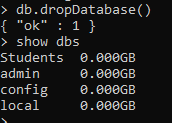 > db.dropDatabase()
{ "ok" : 1 }
> show dbs
Students  0.000GB
admin     0.000GB
config    0.000GB
local     0.000GB
>